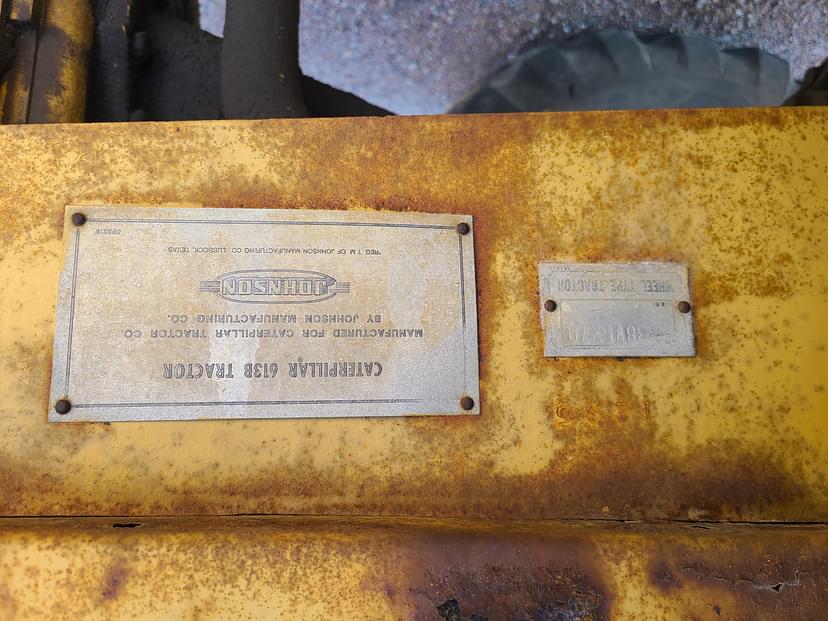 CATERPILLAR 613B TRACTOR
MANUFACTURED FOR CATERPILLAR TRACTOR CO.
BY JOHNSON MANUFACTURING CO.
JOHNSON
*REG T M OF JOHNSON MANUFACTURING CO LUBBOCK, TEXAS
WHEEL TYPE TRACTOR